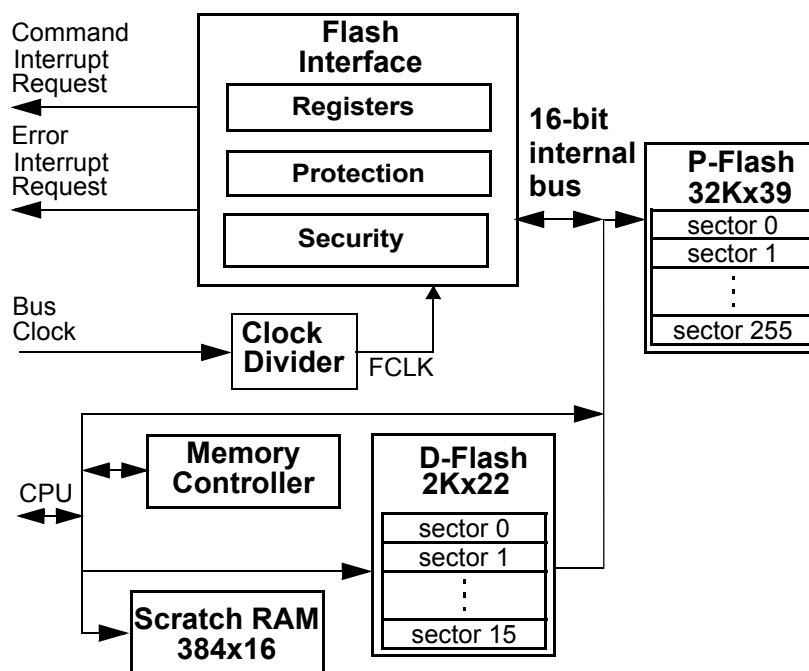 Command
Interrupt
Request
Error
Interrupt
Request
Flash
Interface
Registers
Protection
Security
16-bit
internal
bus
P-Flash
32Kx39
sector 0
sector 1
sector 255
Bus
Clock
Clock
Divider
FCLK
CPU
Memory
Controller
D-Flash
2Kx22
sector 0
sector 1
sector 15
Scratch RAM
384x16